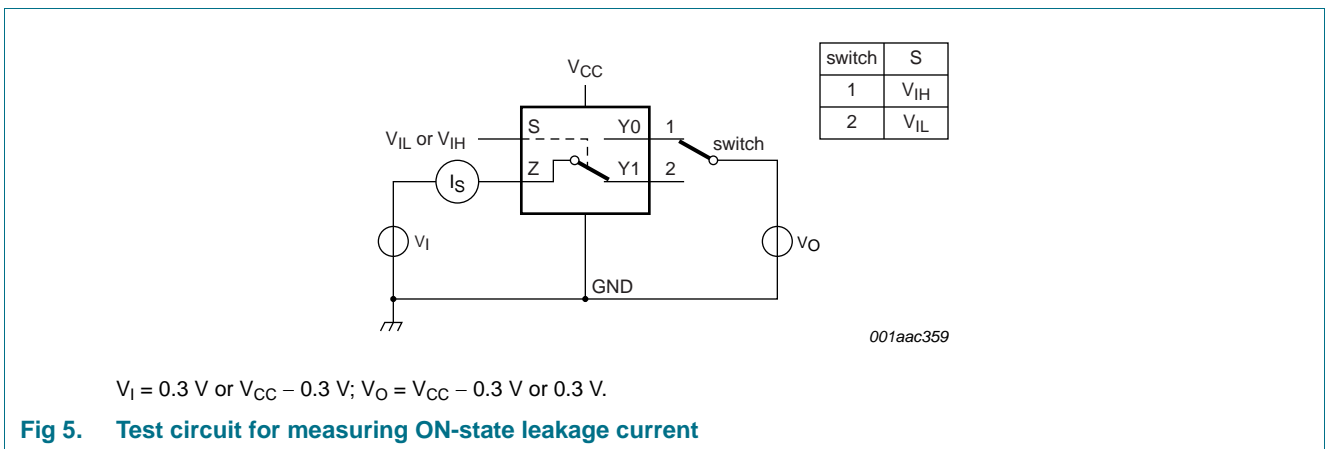 switch S
1 VIH
2 VIL
VCC
VIL or VIH
S
Y0
1
switch
Z
Y1
2
IS
VI
VO
GND
001aac359
VI = 0.3 V or VCC − 0.3 V; VO = VCC − 0.3 V or 0.3 V.
Fig 5. Test circuit for measuring ON-state leakage current